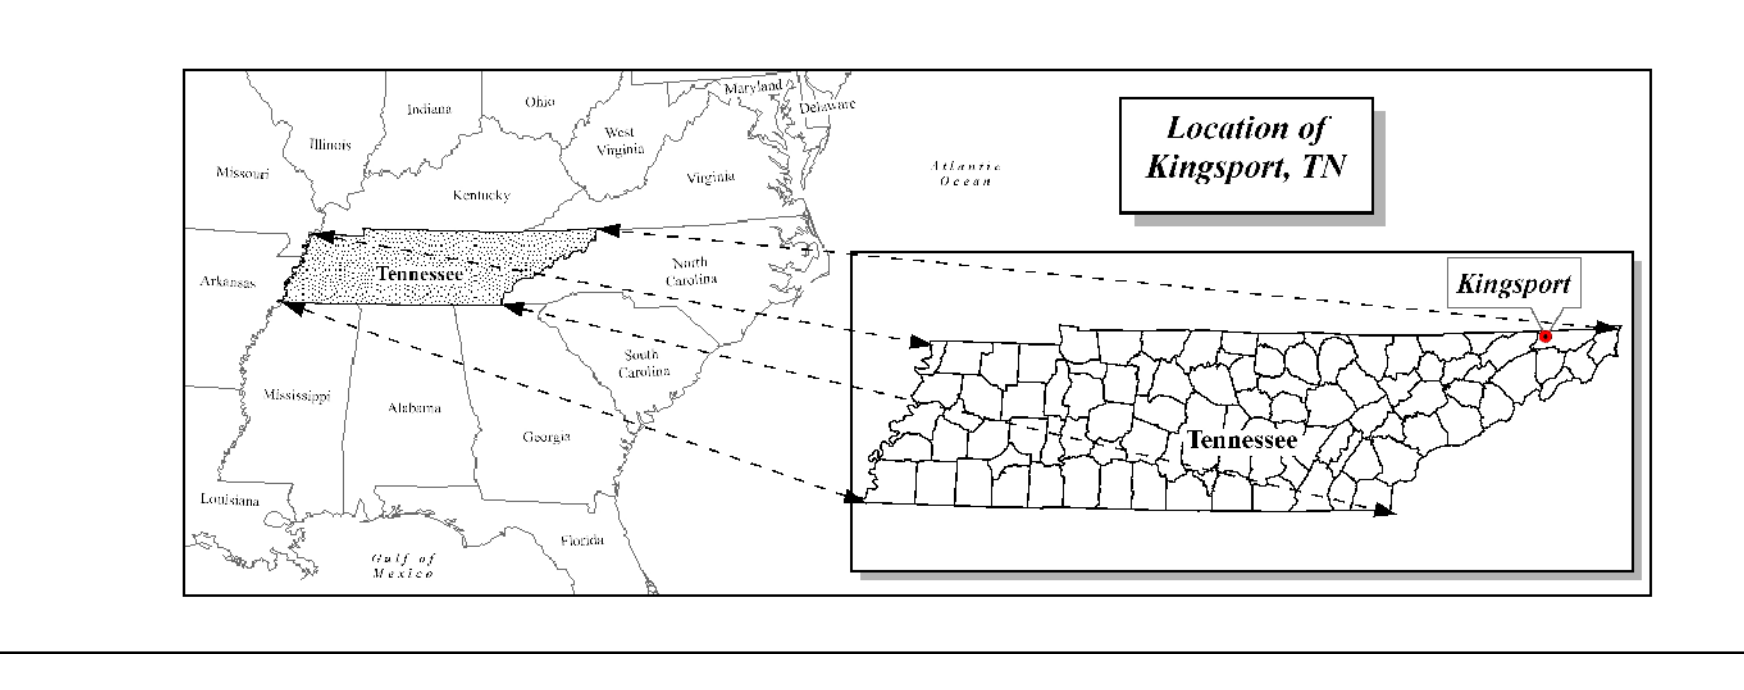 Maryland
Delaware
Indiana
Ohio
West
Virginia
Illinois
Missouri
Virginia
Kentucky
Atlantic
Ocean
Location of
Kingsport, TN
Tennessee
North
Carolina
Arkansas
Kingsport
South
Carolina
Mississippi
Alabama
Georgia
Tennessee
Louisiana
Florida
Gulf of
Mexico